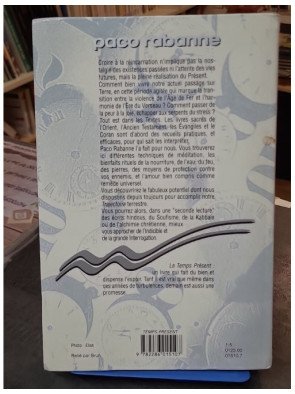 paco rabanne
Croire à la réincarnation n'implique pas la nos-
talgie des existences passées ni l'attente des vies
futures, mais la pleine réalisation du Présent.
Comment bien vivre notre actuel passage sur
Terre, en cette période agitée qui marque le transi-
tion entre la violence de l'Âge de Fer et l'har-
monie de l'Ère du Verseau ? Comment passer de
la peur à la joie, échapper aux serpents du stress ?
Tout est dans les Textes. Les livres sacrés de
l'Orient, l'Ancien Testament, les Évangiles et le
Coran sont d'abord des recueils pratiques, et
efficaces, pour qui sait les interpréter.
Paco Rabanne l'a fait pour nous. Vous trouverez
ici différentes techniques de méditation, les
bienfaits rituels de la nourriture, de l'eau, du feu,
des pierres, des moyens de protection contre
vos ennemis, et l'amour bien compris comme
remède universel.
Vous découvrirez le fabuleux potentiel dont nous
disposons depuis toujours pour accomplir notre
Trajectoire terrestre.
Vous pourrez alors, dans une "seconde lecture"
des écrits hindous, du Soufisme, de la Kabbale
ou de l'alchimie chrétienne, mieux
vous approcher de l'Indicible et
de la grande Interrogation.
Le Temps Présent :
un livre qui fait du bien et
dispense l'espoir. Tant il est vrai que même dans
ces années de turbulences, demain est aussi une
promesse.
TEMPS PRESENT
9 782286 015107